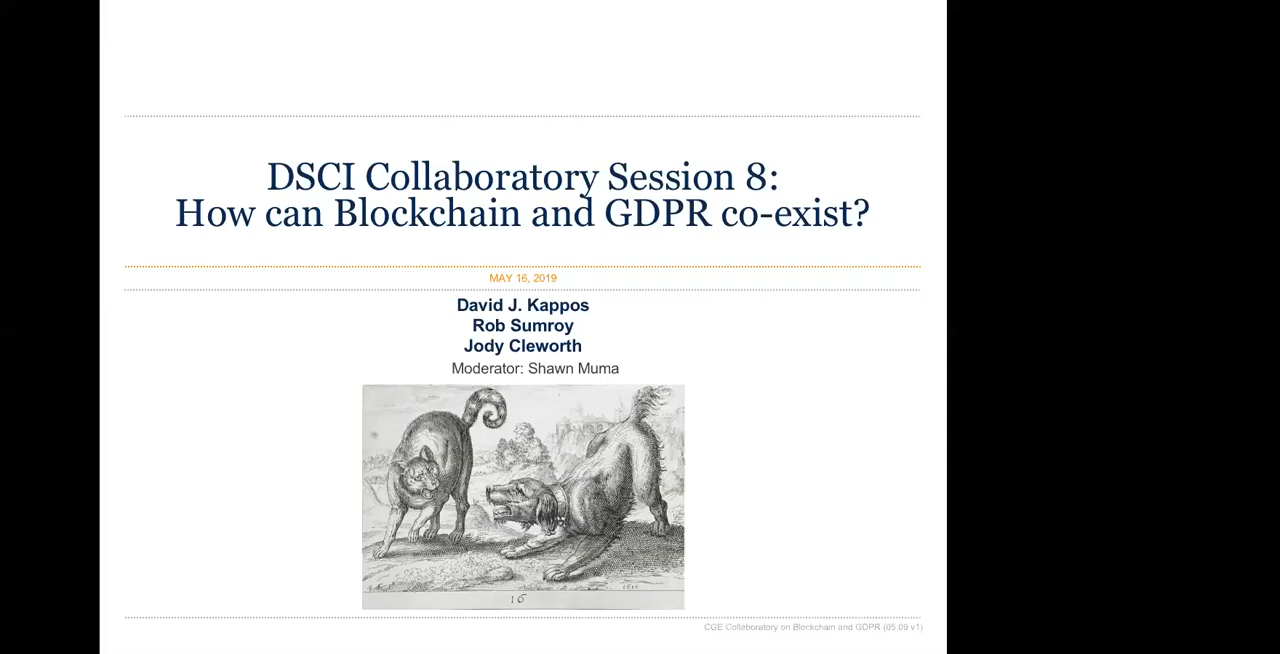 DSCI Collaboratory Session 8:
How can Blockchain and GDPR co-exist?
MAY 16, 2019
David J. Kappos
Rob Sumroy
Jody Cleworth
Moderator: Shawn Muma
16
CGE Collaboratory on Blockchain and GDPR (05.09 v1)